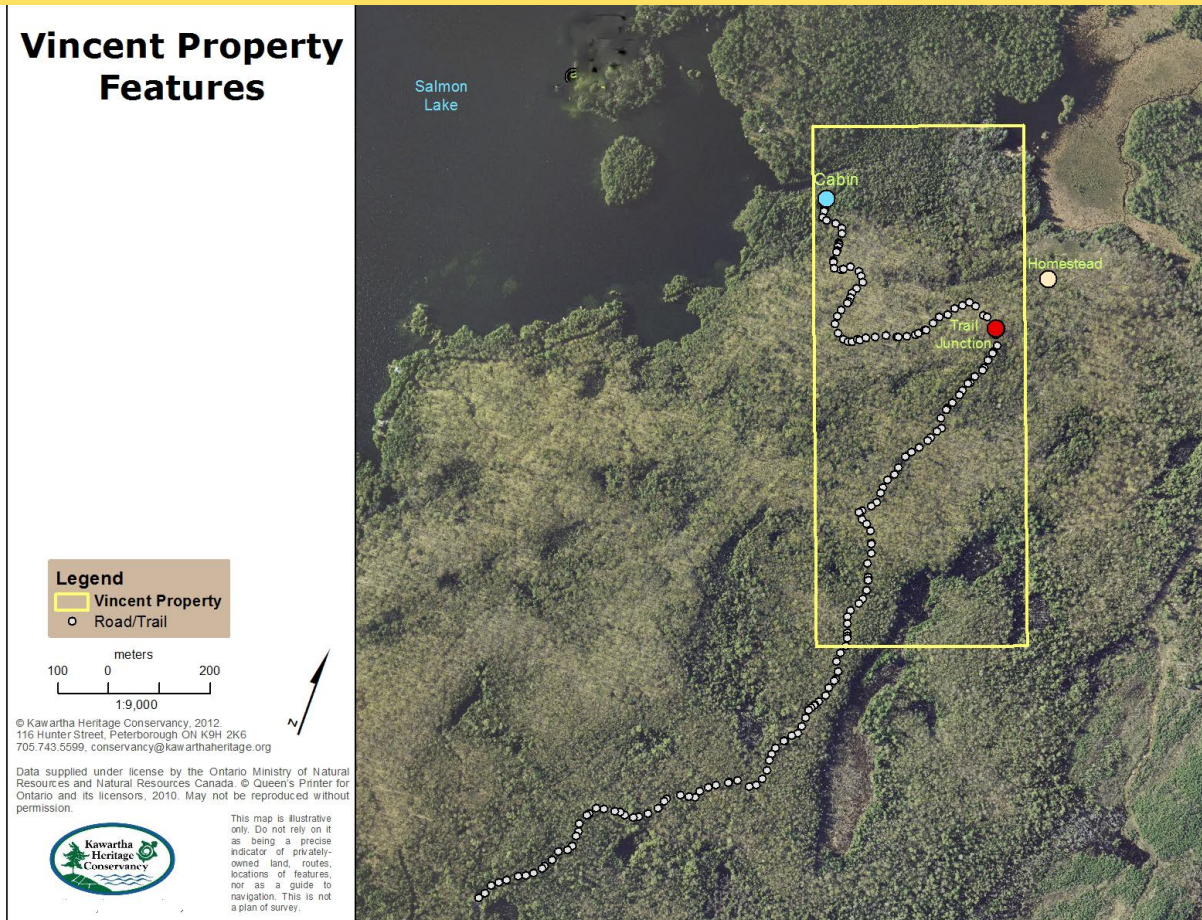 Vincent Property
Features
Salmon
Lake
Cabin
Homestead
Trail
Junction
Legend
Vincent Property
Road/Trail
meters
100 0 200
1:9,000
N
© Kawartha Heritage Conservancy, 2012.
116 Hunter Street, Peterborough ON K9H 2K6
705.743.5599, conservancy@kawarthaheritage.org
Data supplied under license by the Ontario Ministry of Natural
Resources and Natural Resources Canada. © Queen's Printer for
Ontario and its licensors, 2010. May not be reproduced without
permission.
Kawartha
Heritage
Conservancy
This map is illustrative
only. Do not rely on it
as being a precise
indicator of privately-
owned land, routes,
locations of features,
nor as a guide to
navigation. This is not
a plan of survey.